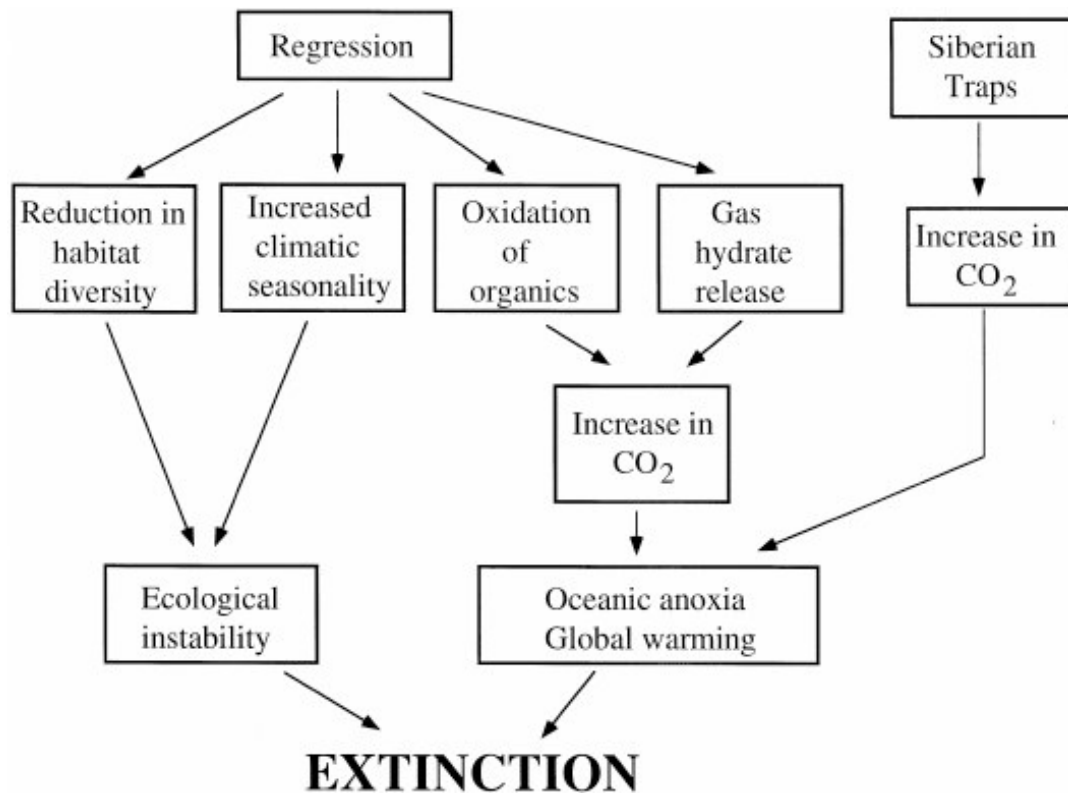 Regression
Siberian
Traps
Reduction in
habitat
diversity
Increased
climatic
seasonality
Oxidation
of
organics
Gas
hydrate
release
Increase in
CO2
Increase in
CO2
Ecological
instability
Oceanic anoxia
Global warming
EXTINCTION